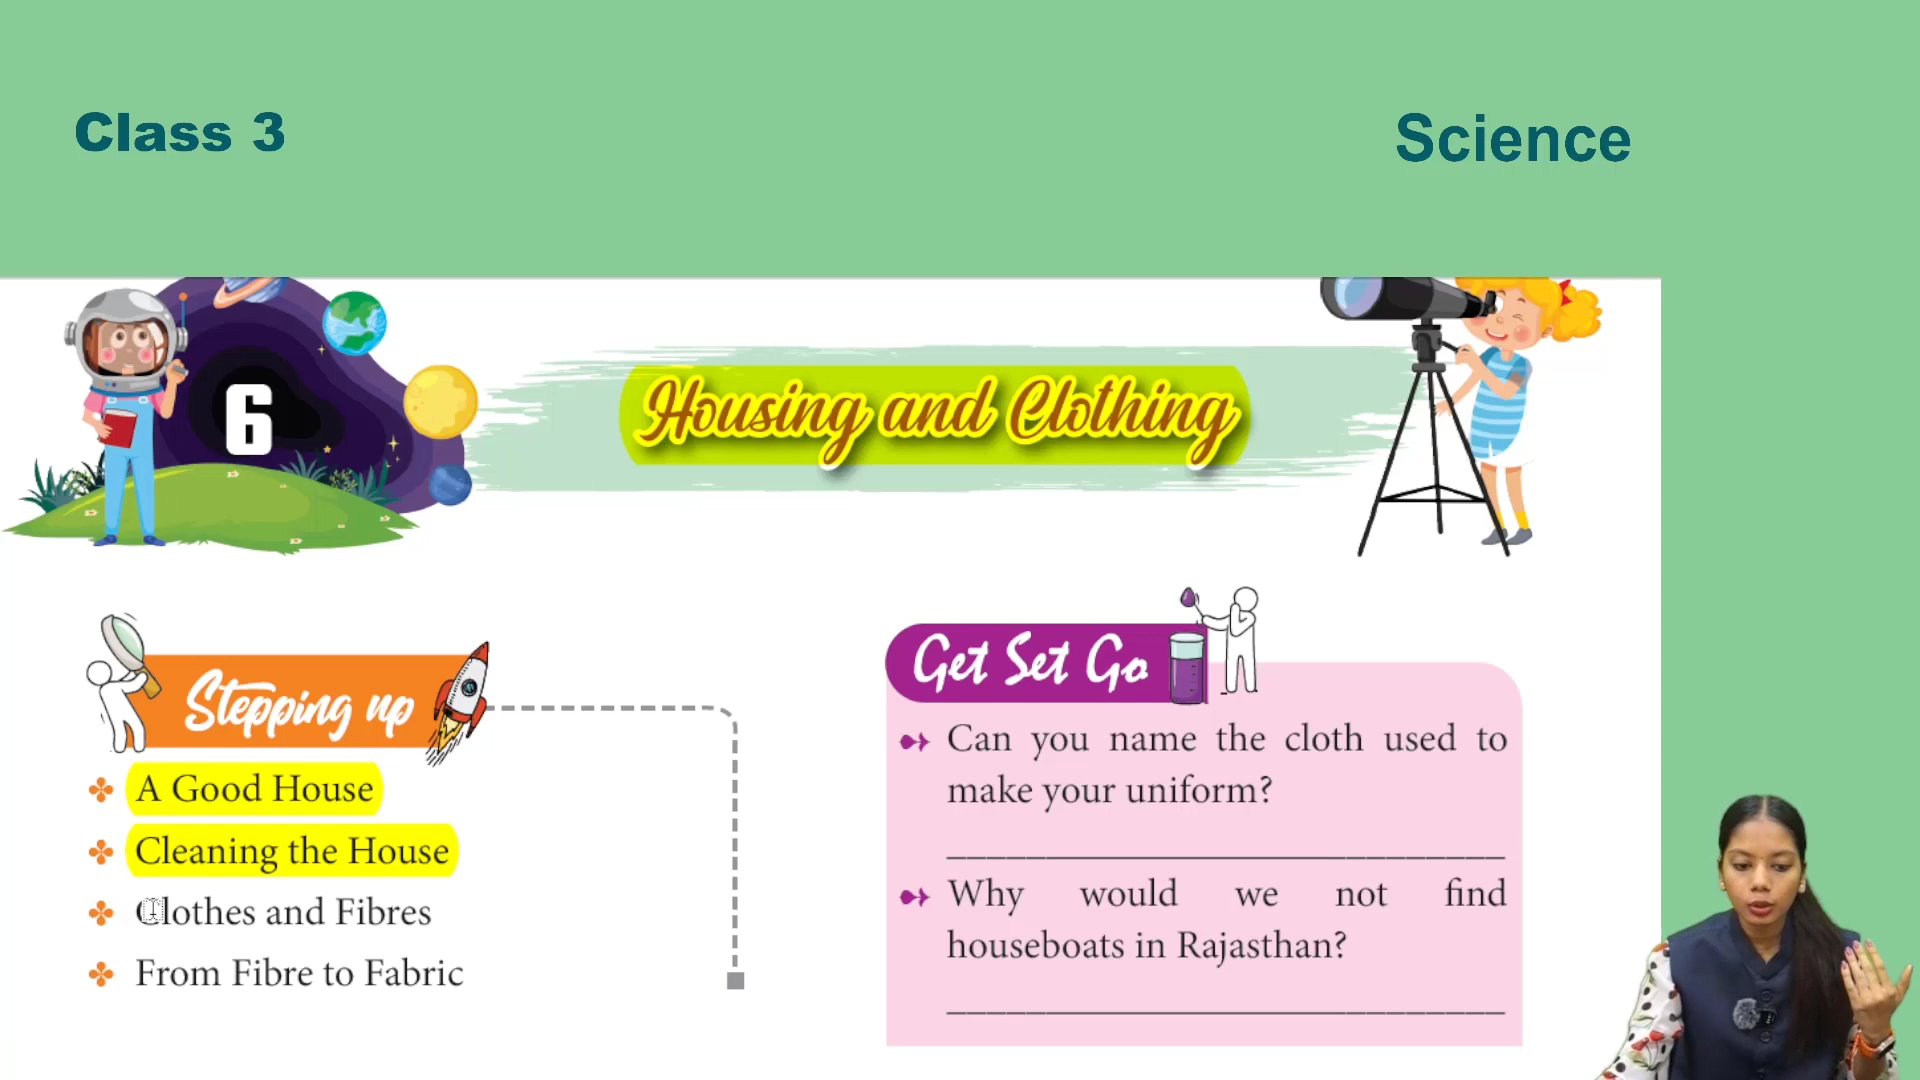 Class 3
Science
6
Housing and Clothing
Stepping up
A Good House
Cleaning the House
Clothes and Fibres
From Fibre to Fabric
Get Set Go
Can you name the cloth used to
make your uniform?
Why would we not find
houseboats in Rajasthan?